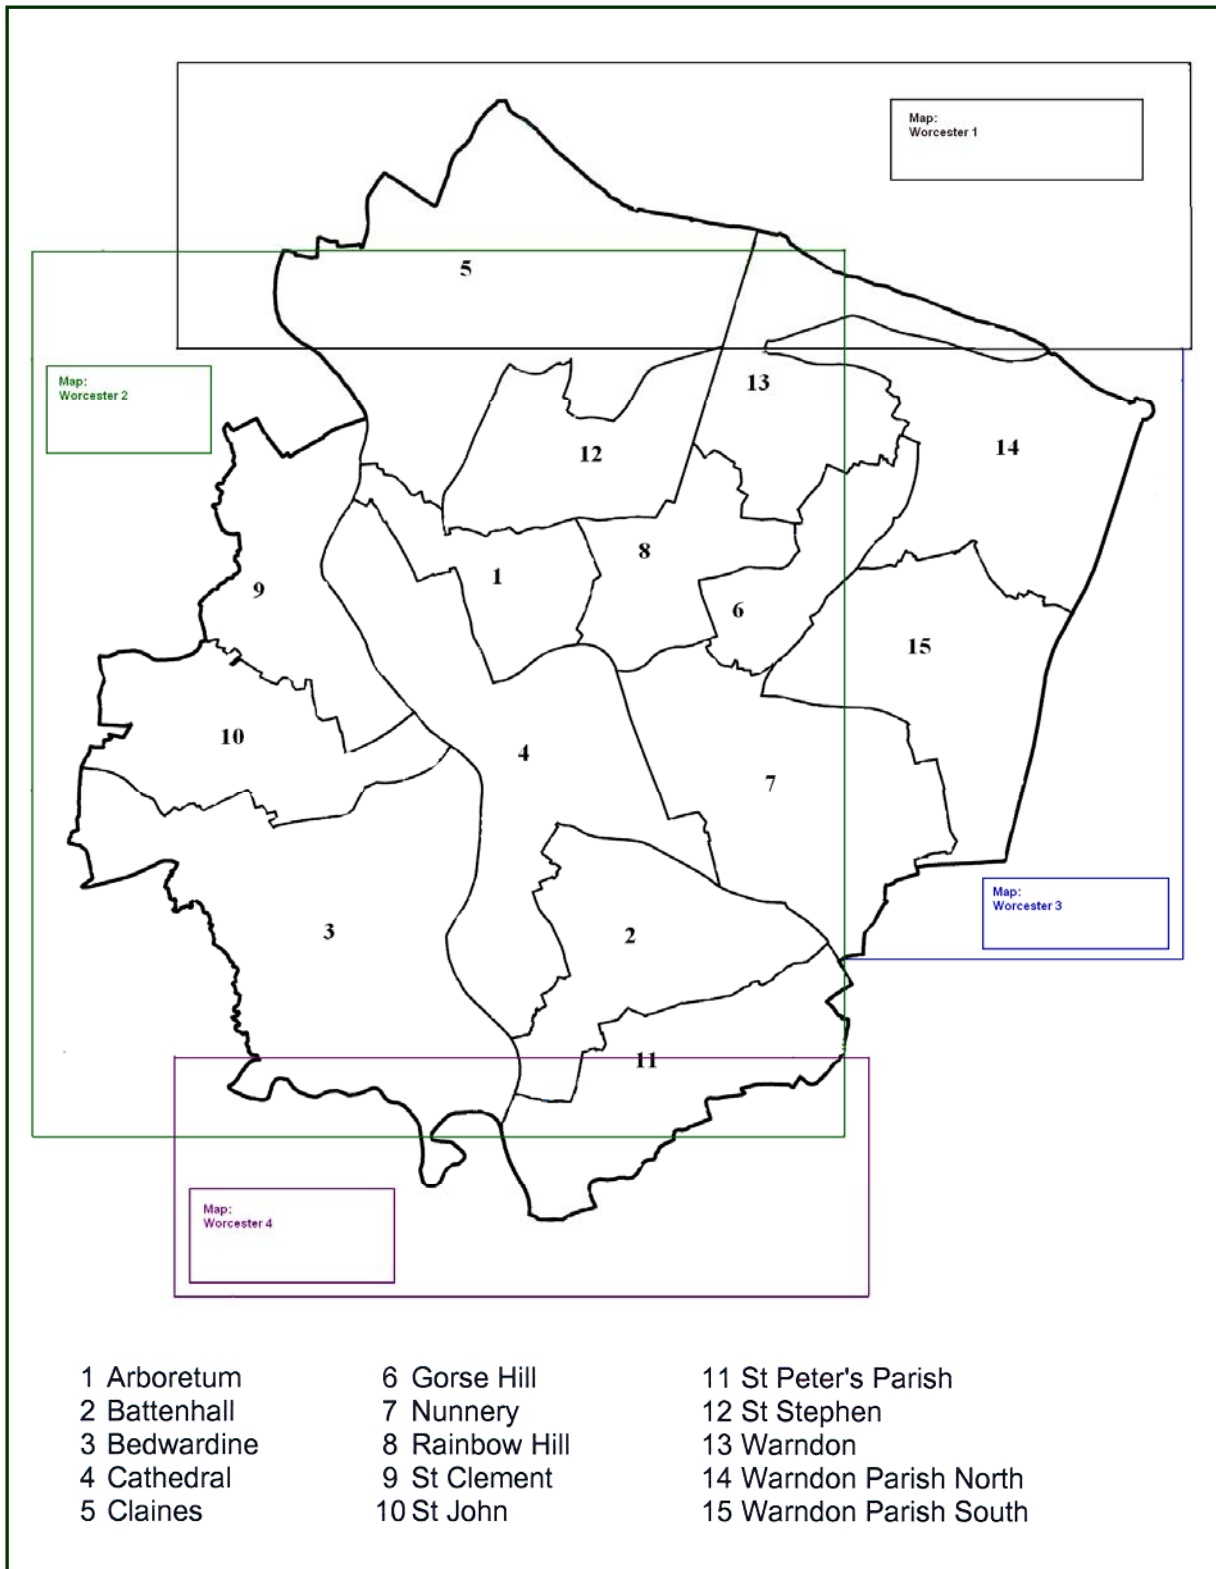 Map:
Worcester 1
5
Map:
Worcester 2
13
12
14
8
1
9
6
15
10
4
7
Map:
Worcester 3
3
2
11
Map:
Worcester 4
1 Arboretum
2 Battenhall
3 Bedwardine
4 Cathedral
5 Claines
6 Gorse Hill
7 Nunnery
8 Rainbow Hill
9 St Clement
10 St John
11 St Peter's Parish
12 St Stephen
13 Warndon
14 Warndon Parish North
15 Warndon Parish South